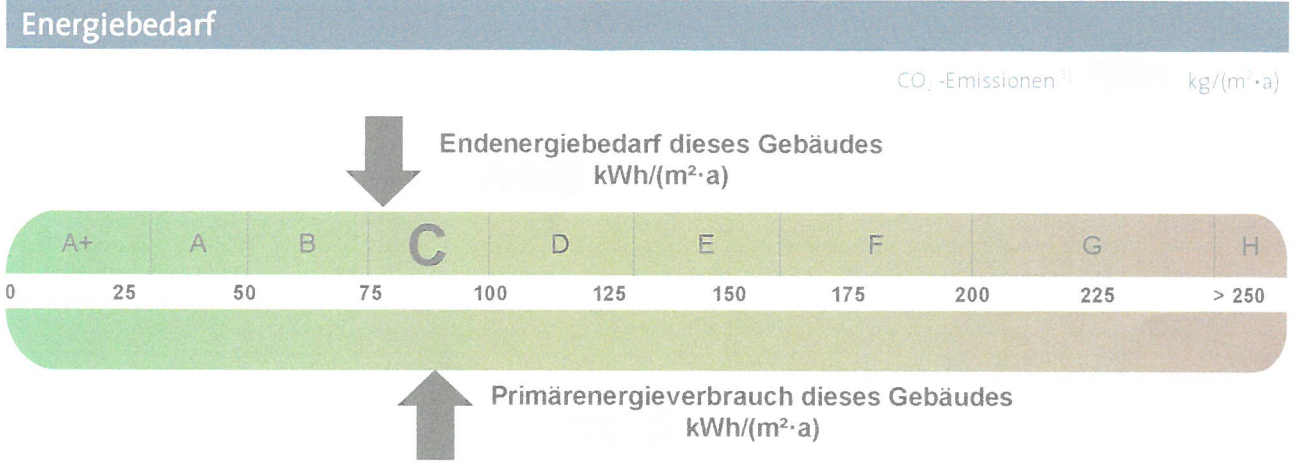 Energiebedarf
CO₂-Emissionen kg/(m²·a)
Endenergiebedarf dieses Gebäudes
kWh/(m²·a)
A+ A B C D E F G H
0 25 50 75 100 125 150 175 200 225 > 250
Primärenergieverbrauch dieses Gebäudes
kWh/(m²·a)